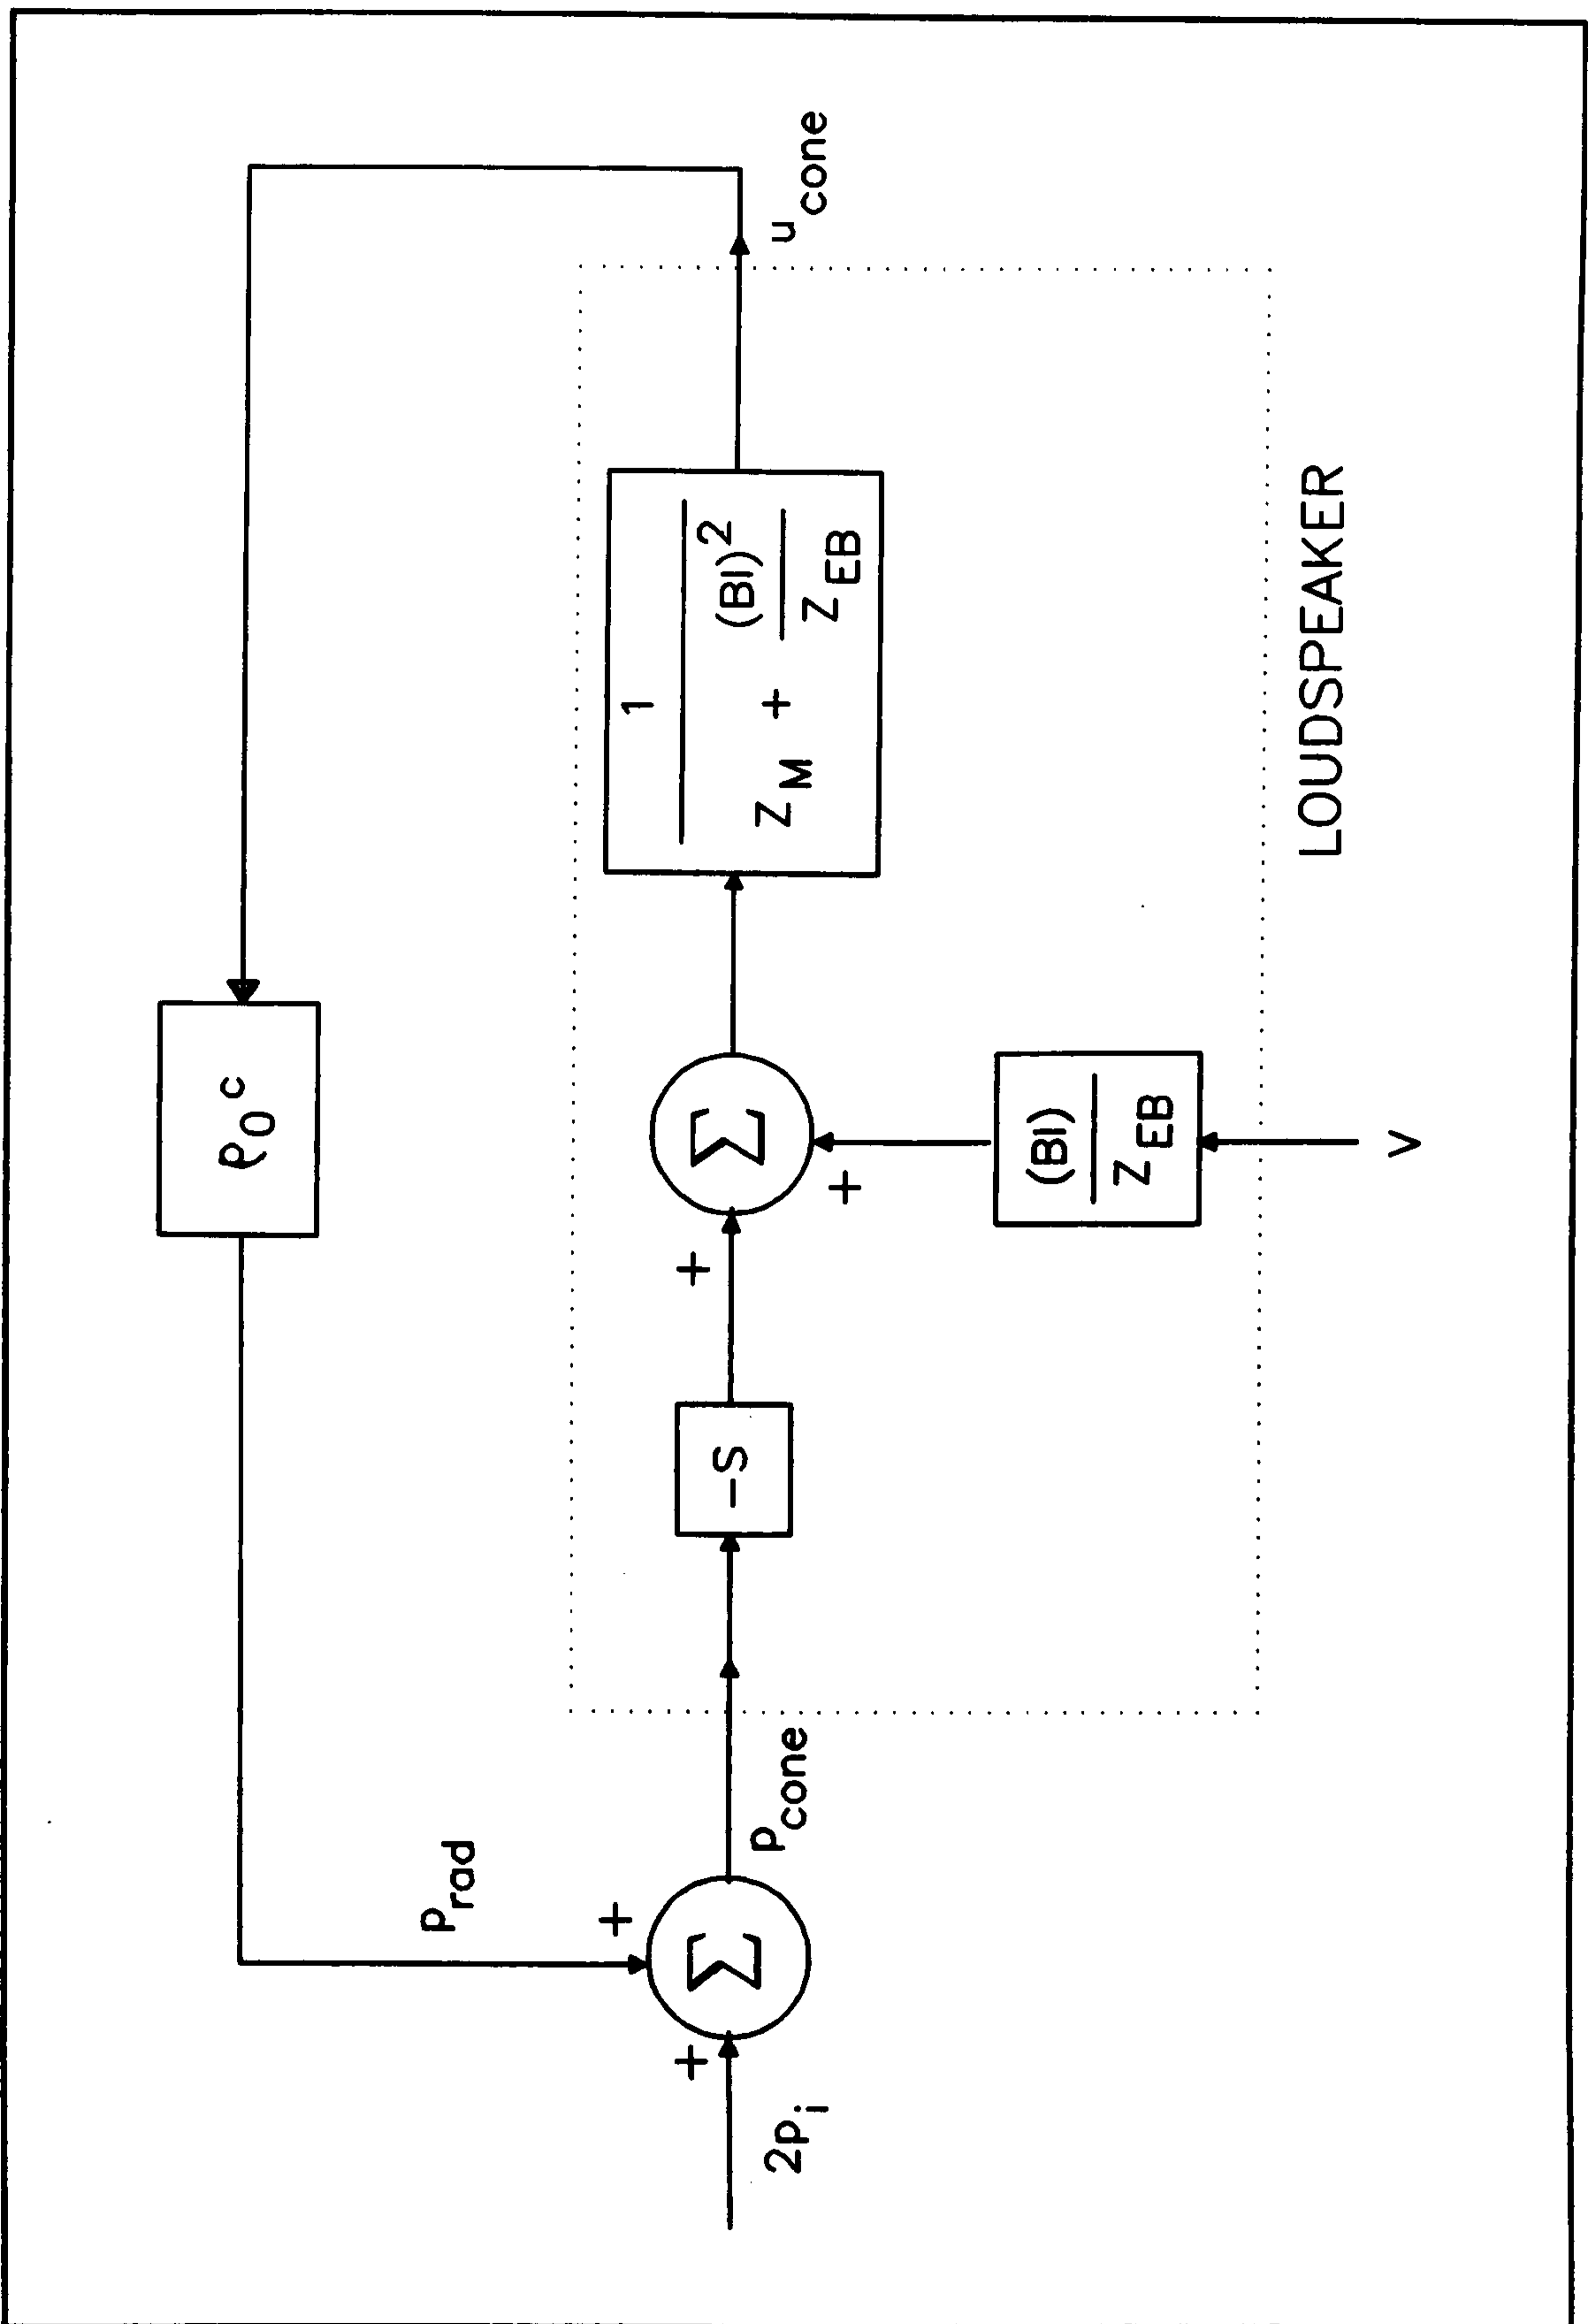 ρ₀c
p_rad
+
+
Σ
2p_i
p_cone
-S
+
Σ
+
(Bl)
Z_EB
V
1
Z_M + (Bl)²
Z_EB
u_cone
LOUDSPEAKER